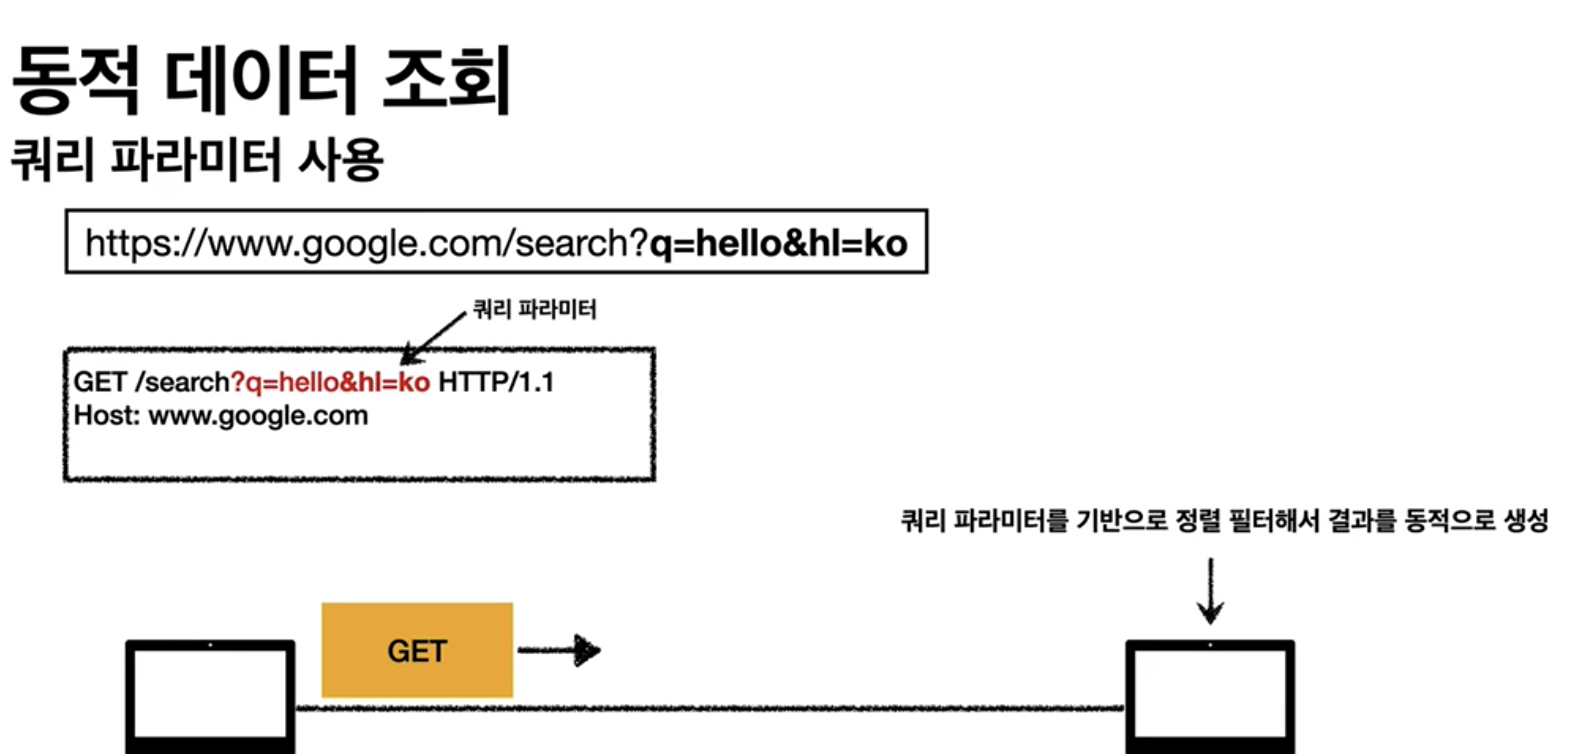 동적 데이터 조회
쿼리 파라미터 사용
https://www.google.com/search?q=hello&hl=ko
쿼리 파라미터
GET /search?q=hello&hl=ko HTTP/1.1
Host: www.google.com
쿼리 파라미터를 기반으로 정렬 필터해서 결과를 동적으로 생성
GET